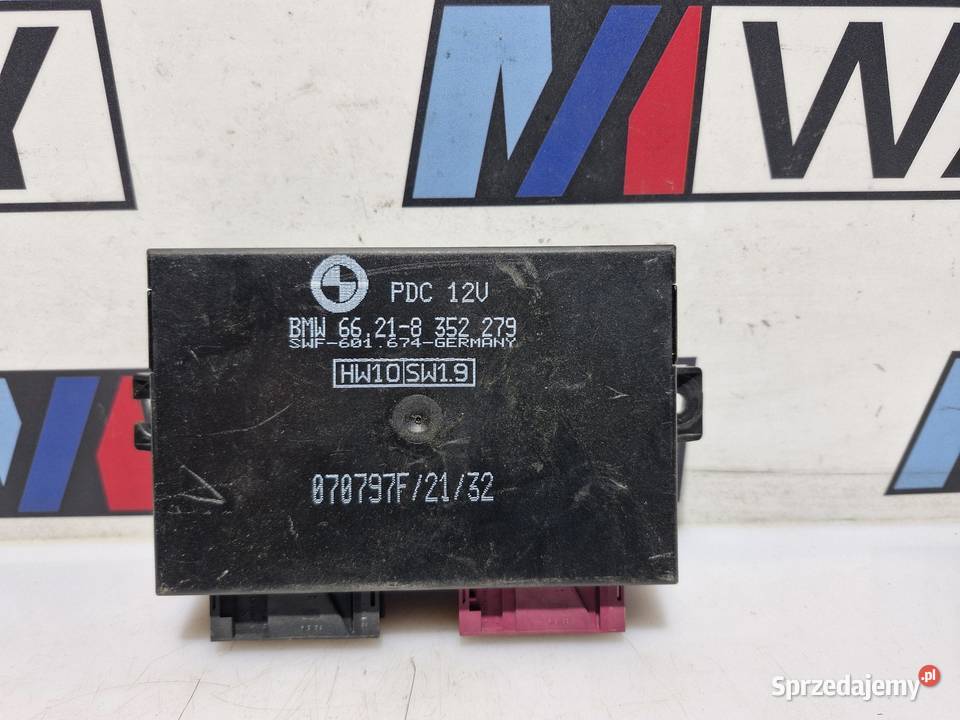 MW
PDC 12V
BMW 66.21-8 352 279
SWF-601.674-GERMANY
HW10 SW1.9
070797F/21/32
Sprzedajemy.pl